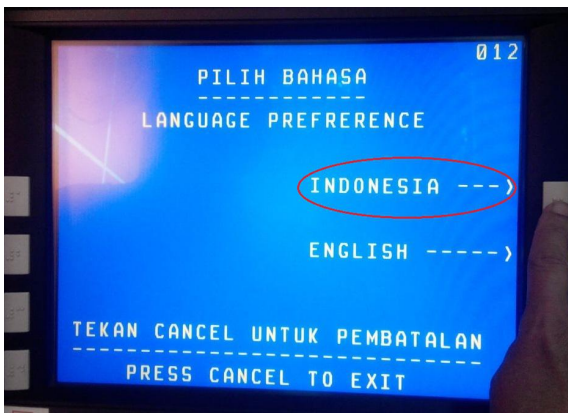 012
PILIH BAHASA
------------
LANGUAGE PREFRERENCE
INDONESIA --->
ENGLISH ----->
TEKAN CANCEL UNTUK PEMBATALAN
-----------------------------
PRESS CANCEL TO EXIT